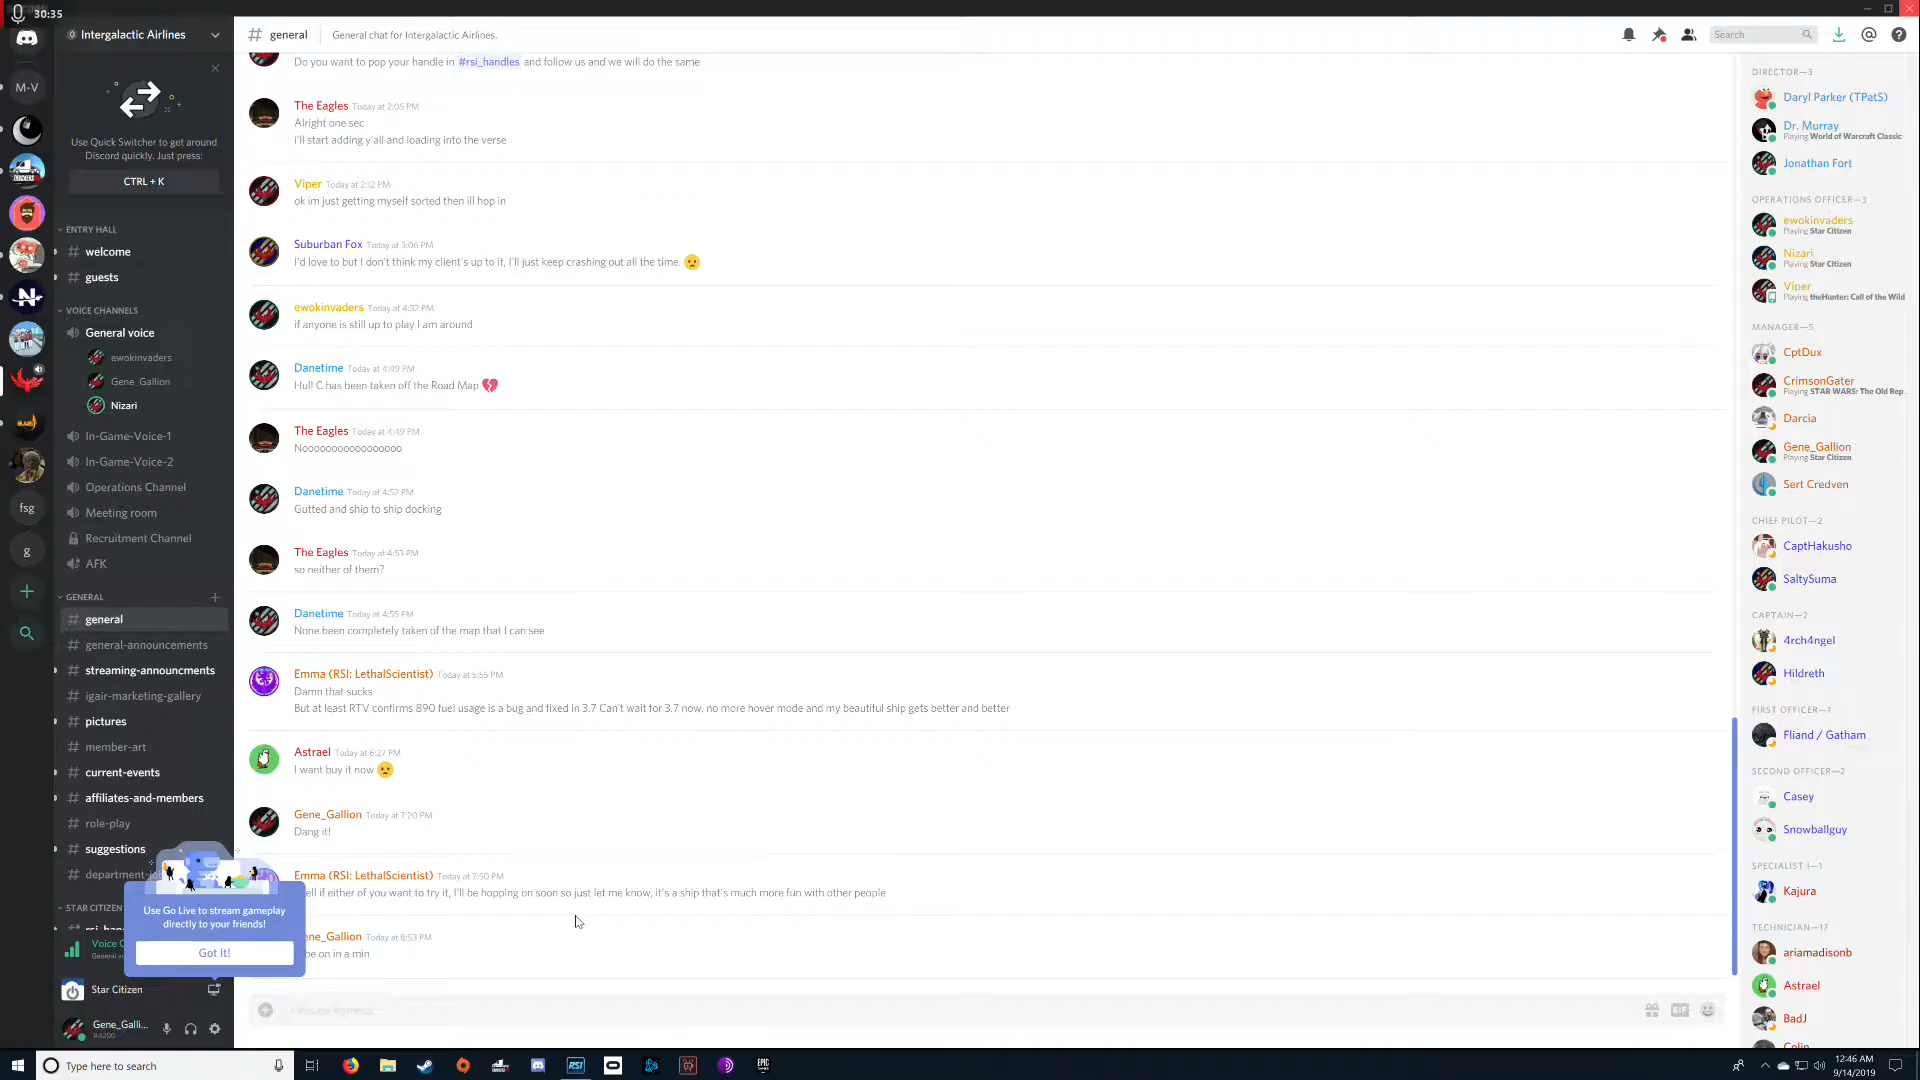 30:35
Intergalactic Airlines
Use Quick Switcher to get around
Discord quickly. Just press:
CTRL + K
ENTRY HALL
# welcome
# guests
VOICE CHANNELS
General voice
ewokinvaders
Gene_Gallion
Nizari
In-Game-Voice-1
In-Game-Voice-2
Operations Channel
Meeting room
Recruitment Channel
AFK
GENERAL
# general
# general-announcements
# streaming-announcments
# igair-marketing-gallery
# pictures
# member-art
# current-events
# affiliates-and-members
# role-play
# suggestions
# department-
STAR CITIZEN
Use Go Live to stream gameplay
directly to your friends!
Got It!
Star Citizen
Gene_Galli...
#4200
M-V
fsg
g
# general
General chat for Intergalactic Airlines.
Search
Do you want to pop your handle in #rsi_handles and follow us and we will do the same
The Eagles Today at 2:05 PM
Alright one sec
i'll start adding y'all and loading into the verse
Viper Today at 2:12 PM
ok im just getting myself sorted then ill hop in
Suburban Fox Today at 3:06 PM
I'd love to but I don't think my client's up to it, I'll just keep crashing out all the time.
ewokinvaders Today at 4:32 PM
if anyone is still up to play I am around
Danetime Today at 4:49 PM
Hull C has been taken off the Road Map
The Eagles Today at 4:49 PM
Nooooooooooooooooo
Danetime Today at 4:52 PM
Gutted and ship to ship docking
The Eagles Today at 4:53 PM
so neither of them?
Danetime Today at 4:55 PM
None been completely taken of the map that I can see
Emma (RSI: LethalScientist) Today at 5:55 PM
Damn that sucks
But at least RTV confirms 890 fuel usage is a bug and fixed in 3.7 Can't wait for 3.7 now. no more hover mode and my beautiful ship gets better and better
Astrael Today at 6:27 PM
I want buy it now
Gene_Gallion Today at 7:20 PM
Dang it!
Emma (RSI: LethalScientist) Today at 7:50 PM
ell if either of you want to try it, I'll be hopping on soon so just let me know, it's a ship that's much more fun with other people
ene_Gallion Today at 8:53 PM
be on in a min
GIF
DIRECTOR—3
Daryl Parker (TPatS)
Dr. Murray
Playing World of Warcraft Classic
Jonathan Fort
OPERATIONS OFFICER—3
ewokinvaders
Playing Star Citizen
Nizari
Playing Star Citizen
Viper
Playing theHunter: Call of the Wild
MANAGER—5
CptDux
CrimsonGater
Playing STAR WARS: The Old Rep...
Darcia
Gene_Gallion
Playing Star Citizen
Sert Credven
CHIEF PILOT—2
CaptHakusho
SaltySuma
CAPTAIN—2
4rch4ngel
Hildreth
FIRST OFFICER—1
Fliand / Gatham
SECOND OFFICER—2
Casey
Snowballguy
SPECIALIST I—1
Kajura
TECHNICIAN—17
ariamadisonb
Astrael
BadJ
Type here to search
RSI
EPIC
12:46 AM
9/14/2019